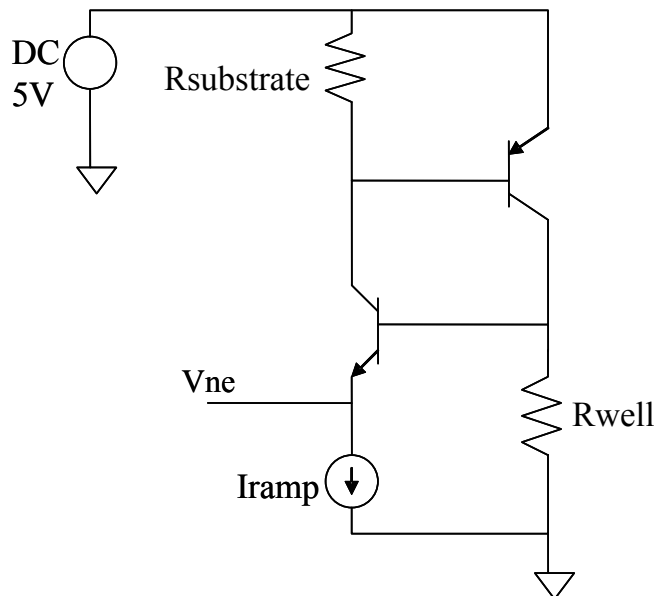 DC
5V
Rsubstrate
Vne
Rwell
Iramp